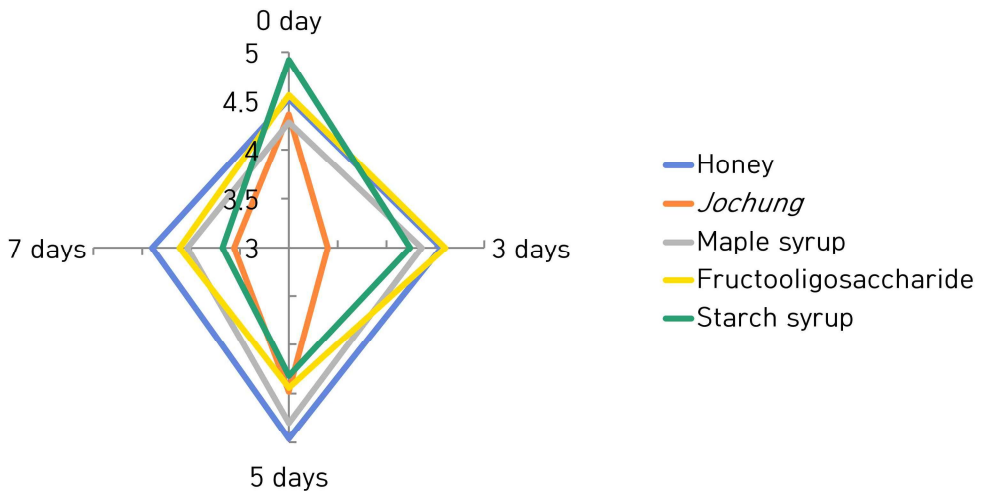 0 day
5
4.5
4
3.5
3
7 days
3 days
5 days
Honey
Jochung
Maple syrup
Fructooligosaccharide
Starch syrup